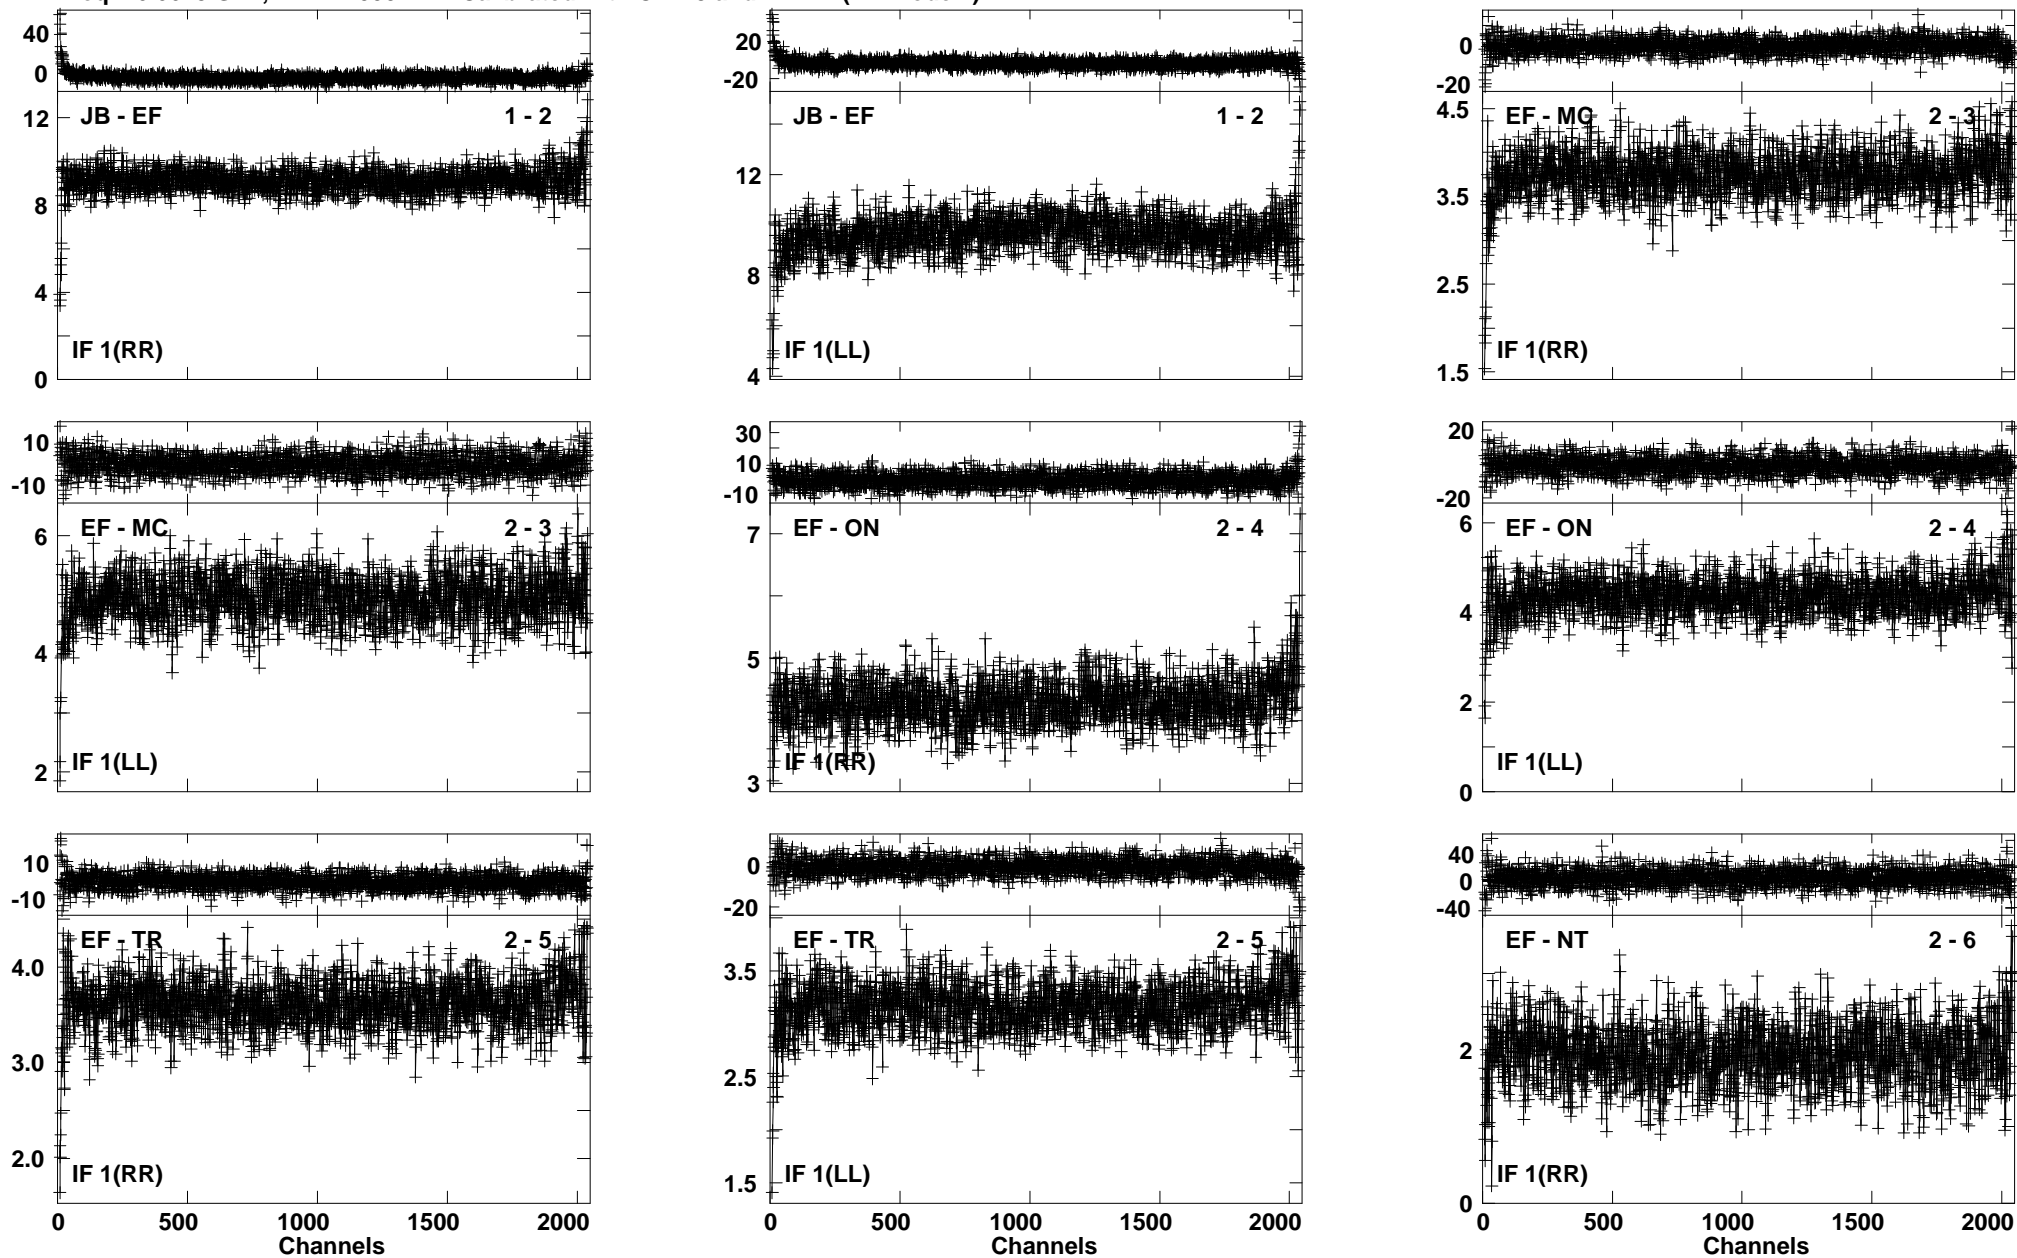 40
0
JB - EF 1 - 2
12
8
4
0
IF 1(RR)
20
-20
JB - EF 1 - 2
12
8
4
IF 1(LL)
0
-20
4.5
EF - MC 2 - 3
3.5
2.5
1.5
IF 1(RR)
10
-10
EF - MC 2 - 3
6
4
2
IF 1(LL)
30
10
-10
EF - ON 2 - 4
7
5
3
IF 1(RR)
20
-20
EF - ON 2 - 4
6
4
2
0
IF 1(LL)
10
-10
EF - TR 2 - 5
4.0
3.0
2.0
IF 1(RR)
0 500 1000 1500 2000
Channels
0
-20
EF - TR 2 - 5
3.5
2.5
1.5
IF 1(LL)
0 500 1000 1500 2000
Channels
40
0
-40
EF - NT 2 - 6
2
0
IF 1(RR)
0 500 1000 1500 2000
Channels